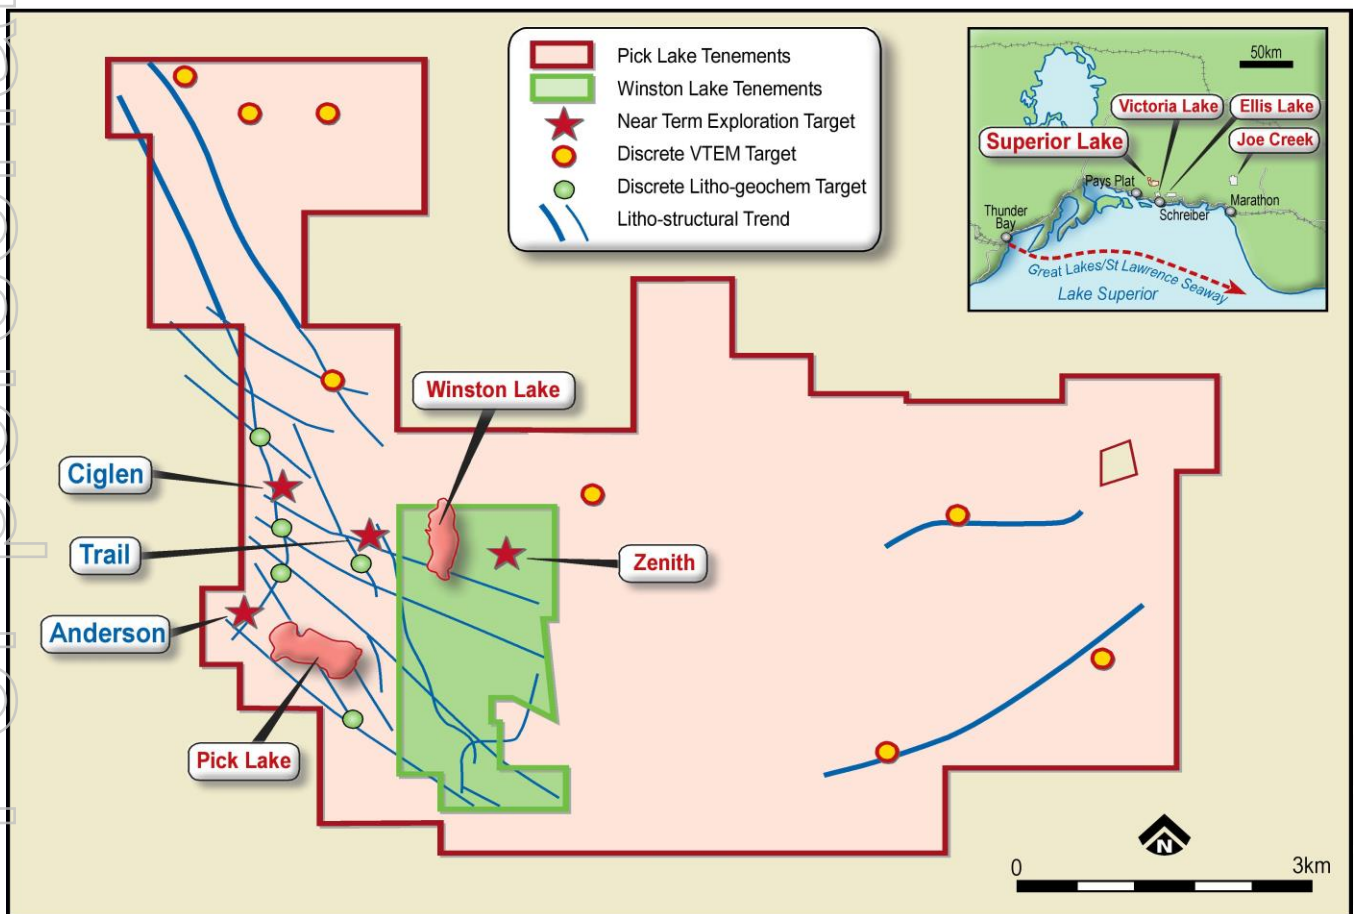 Pick Lake Tenements
Winston Lake Tenements
Near Term Exploration Target
Discrete VTEM Target
Discrete Litho-geochem Target
Litho-structural Trend
50km
Victoria Lake
Ellis Lake
Superior Lake
Joe Creek
Pays Plat
Schreiber
Marathon
Thunder
Bay
Great Lakes/St Lawrence Seaway
Lake Superior
Winston Lake
Ciglen
Trail
Zenith
Anderson
Pick Lake
N
0
3km